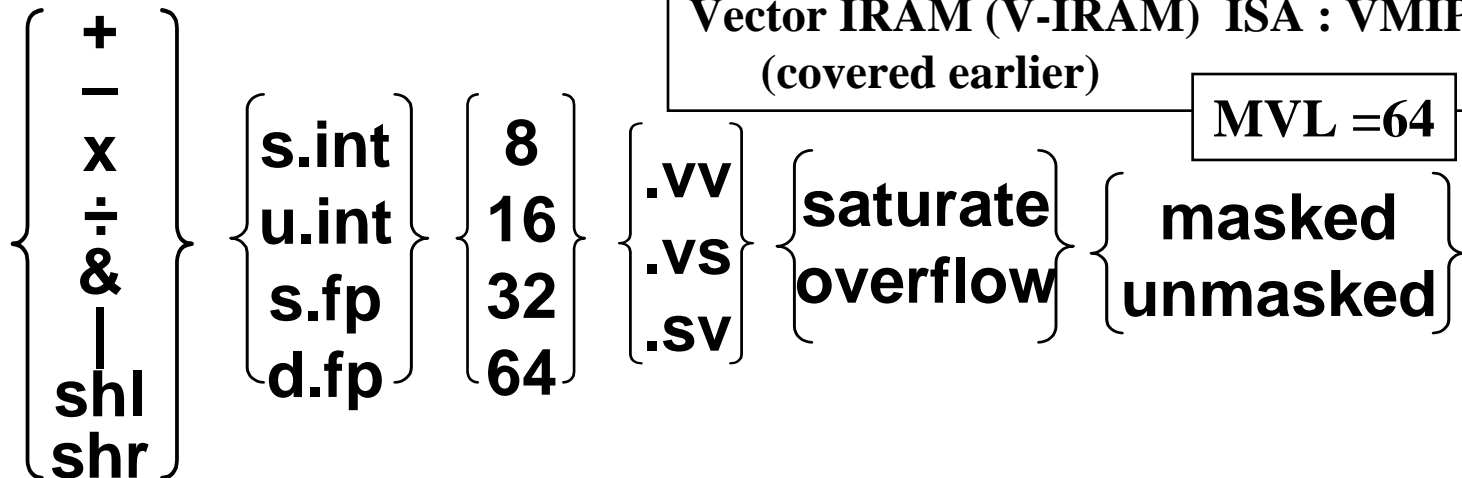 Vector IRAM (V-IRAM) ISA : VMIP
(covered earlier)
MVL =64
+
–
x
÷
&
|
shl
shr
s.int
u.int
s.fp
d.fp
8
16
32
64
.vv
.vs
.sv
saturate
overflow
masked
unmasked